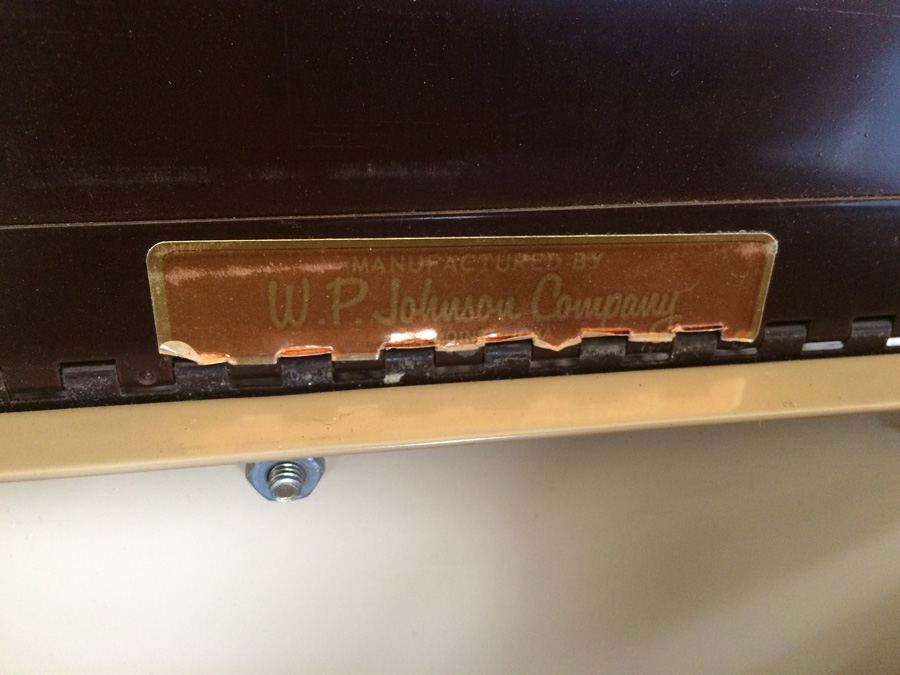 MANUFACTURED BY
W.P. Johnson Company